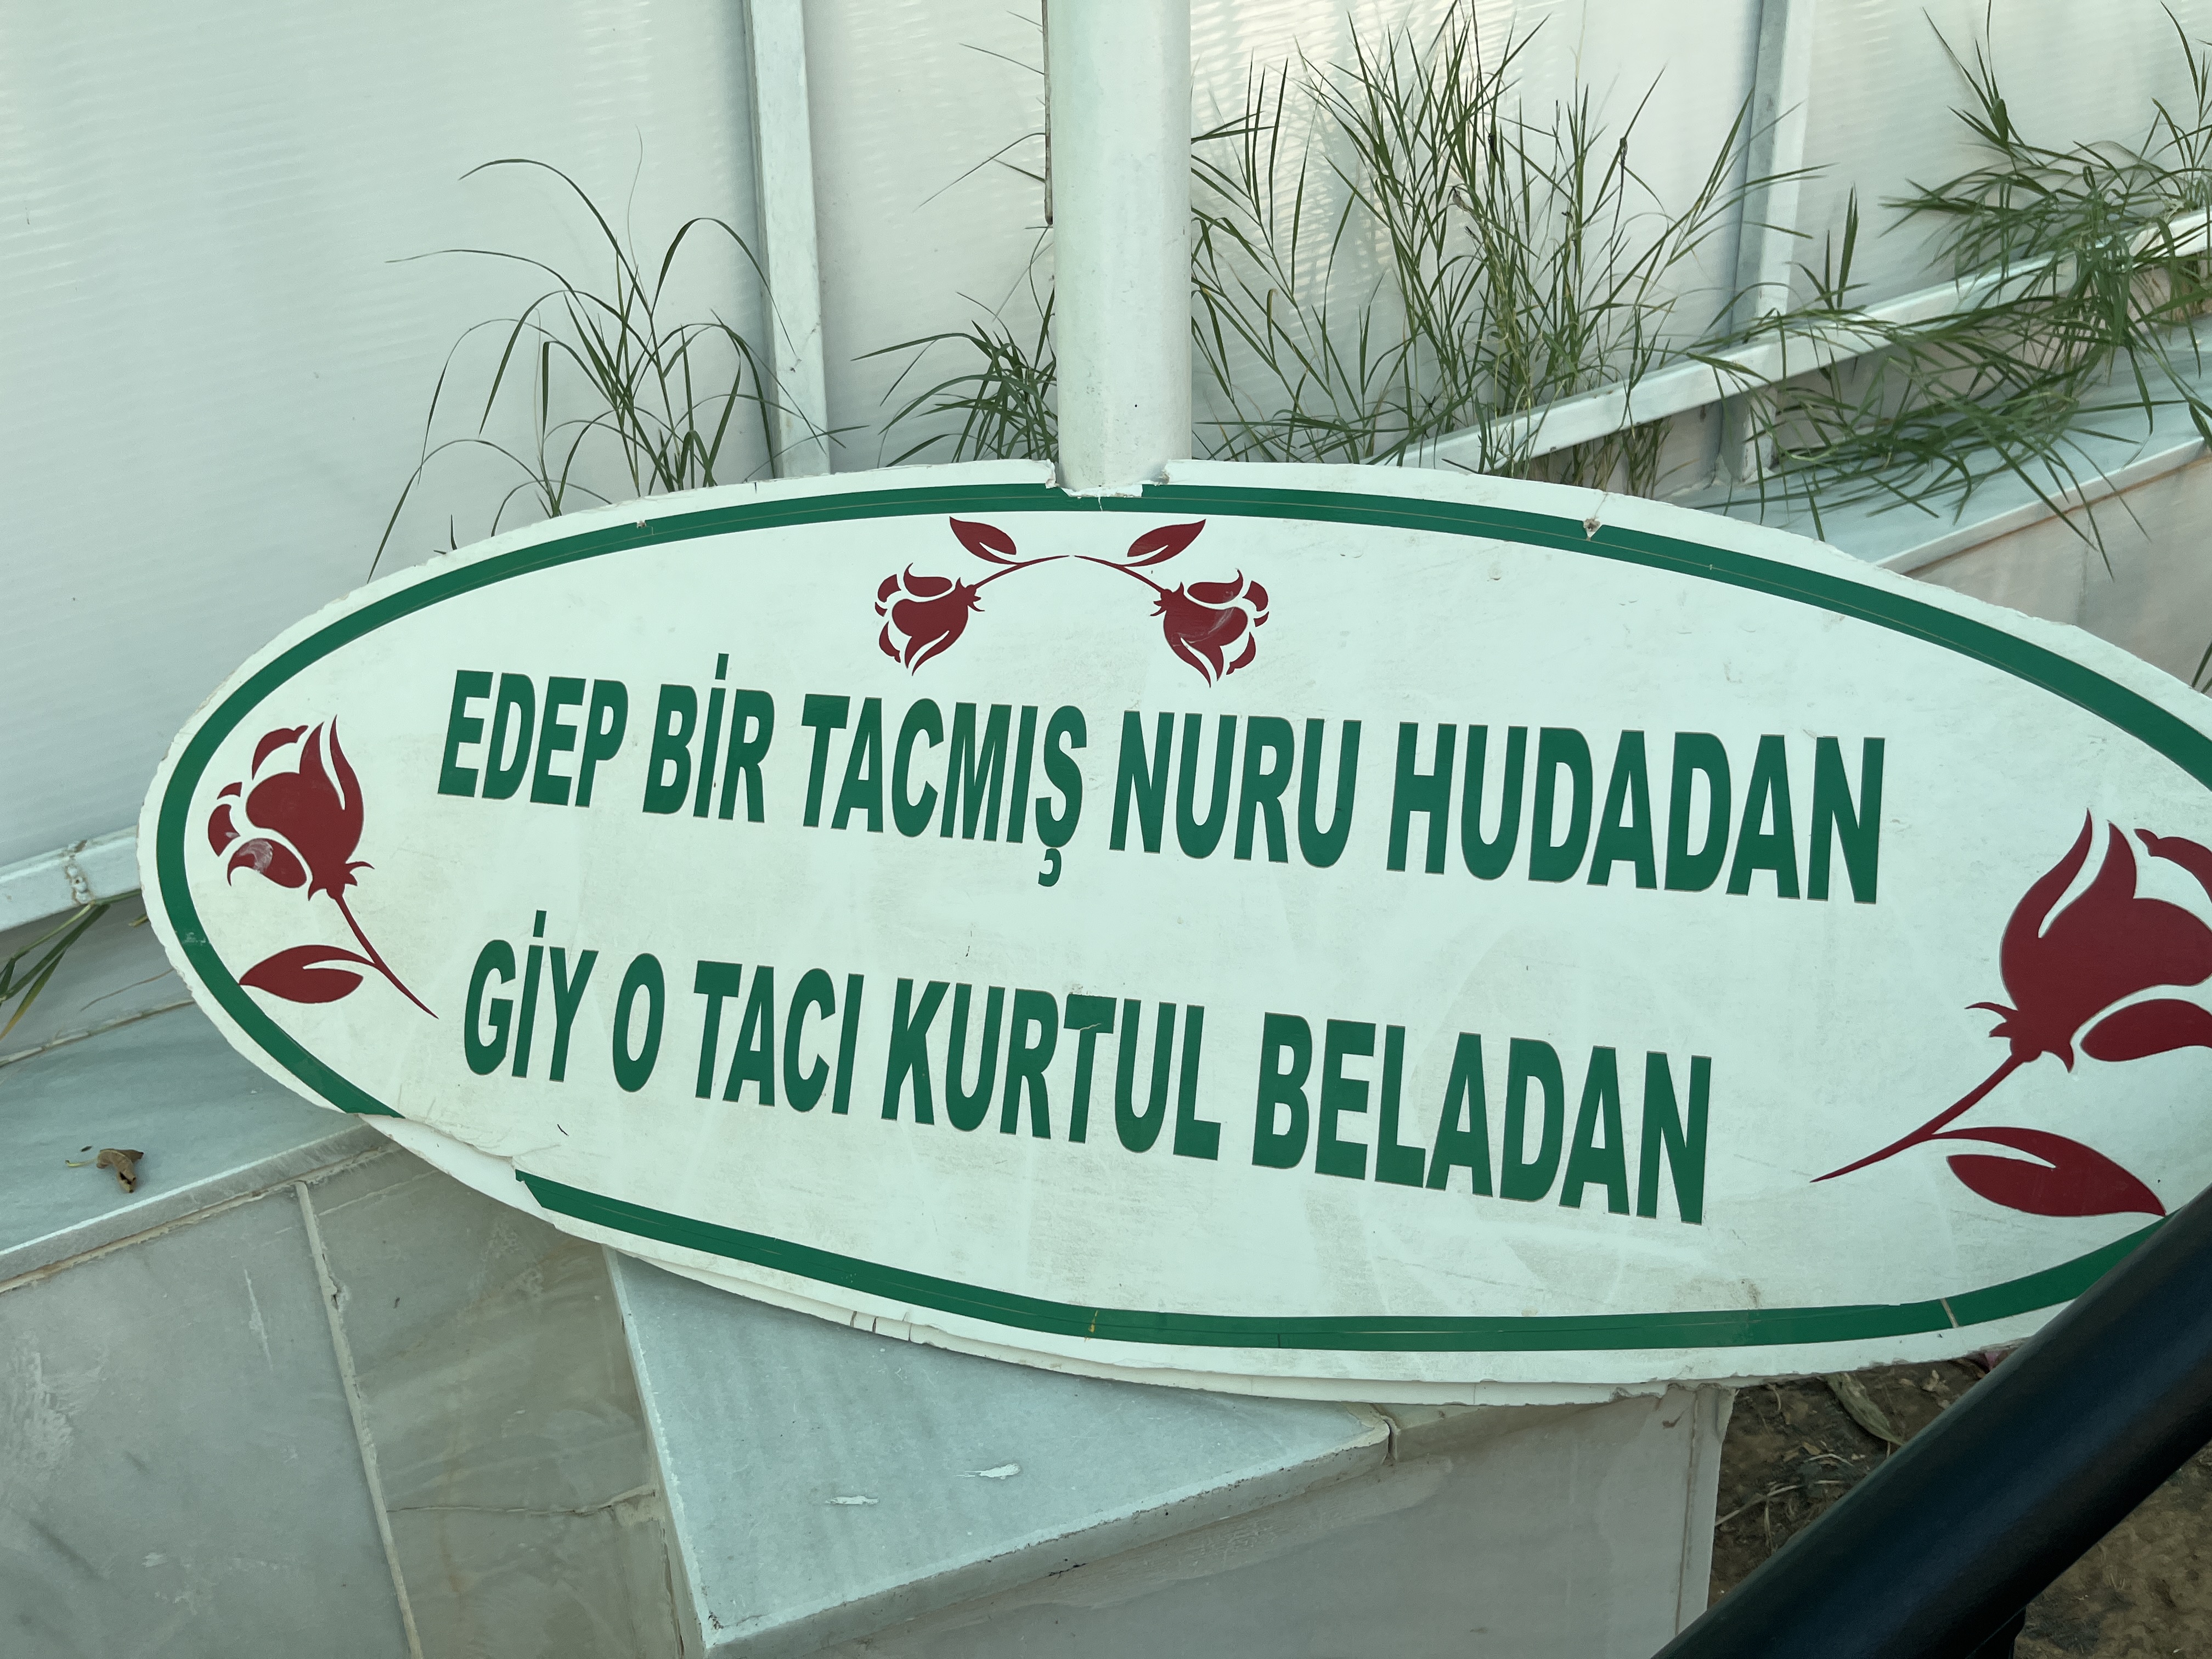 EDEP BİR TACMIŞ NURU HUDADAN
GİY O TACI KURTUL BELADAN